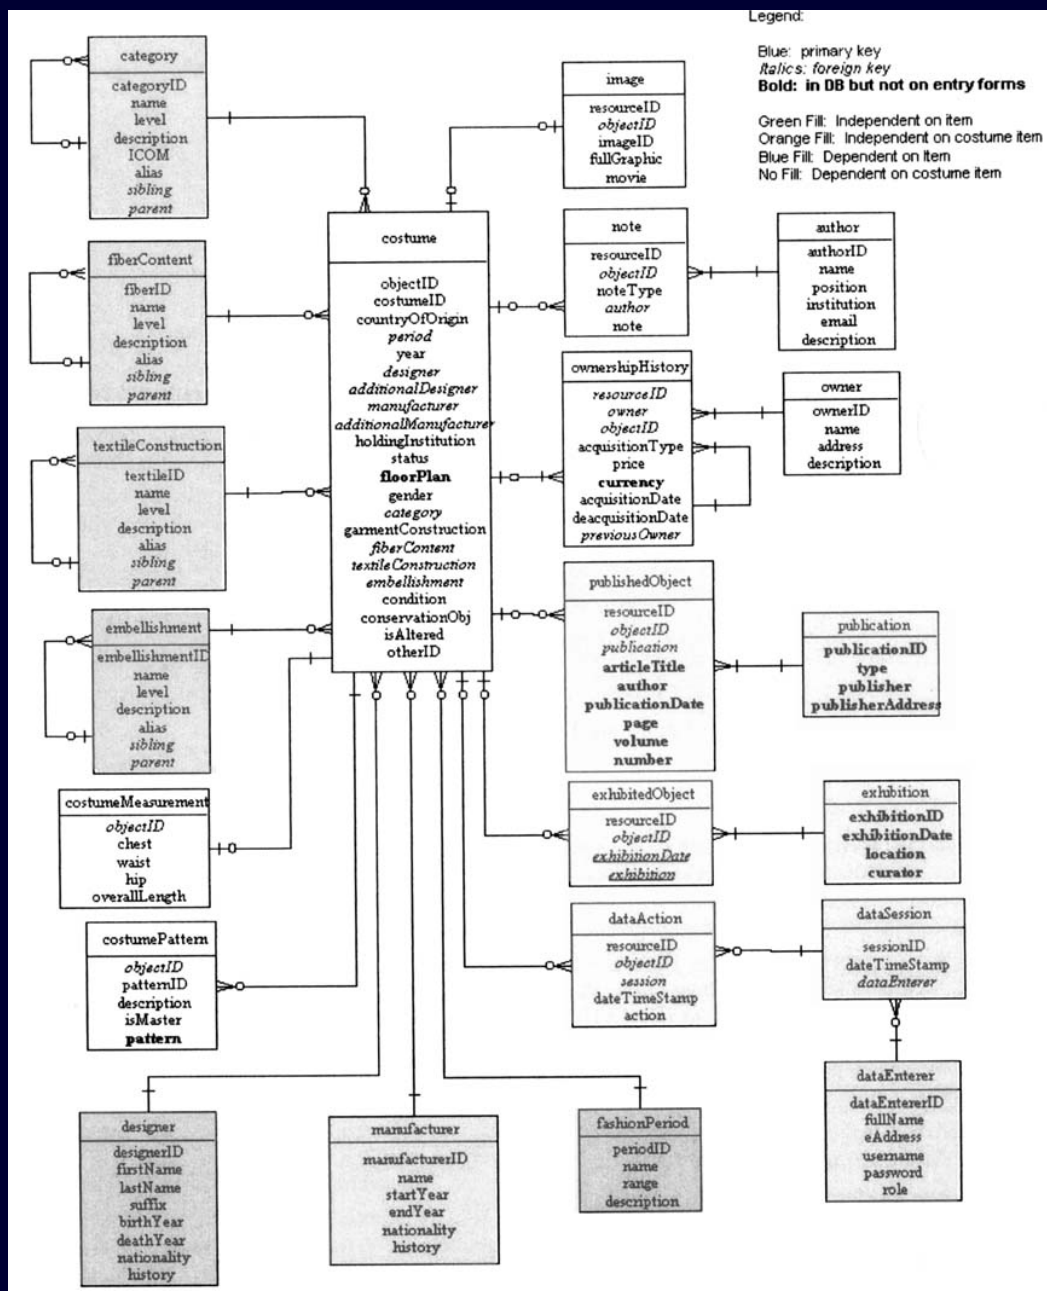 Legend:
Blue: primary key
Italics: foreign key
Bold: in DB but not on entry forms
Green Fill: Independent on item
Orange Fill: Independent on costume item
Blue Fill: Dependent on Item
No Fill: Dependent on costume item
category
categoryID
name
level
description
ICOM
alias
sibling
parent
fiberContent
fiberID
name
level
description
alias
sibling
parent
textileConstruction
textileID
name
level
description
alias
sibling
parent
embellishment
embellishmentID
name
level
description
alias
sibling
parent
costumeMeasurement
objectID
chest
waist
hip
overallLength
costumePattern
objectID
patternID
description
isMaster
pattern
designer
designerID
firstName
lastName
suffix
birthYear
deathYear
nationality
history
costume
objectID
costumeID
countryOfOrigin
period
year
designer
additionalDesigner
manufacturer
additionalManufacturer
holdingInstitution
status
floorPlan
gender
category
garmentConstruction
fiberContent
textileConstruction
embellishment
condition
conservationObj
isAltered
otherID
manufacturer
manufacturerID
name
startYear
endYear
nationality
history
image
resourceID
objectID
imageID
fullGraphic
movie
note
resourceID
objectID
noteType
author
note
author
authorID
name
position
institution
email
description
ownershipHistory
resourceID
owner
objectID
acquisitionType
price
currency
acquisitionDate
deacquisitionDate
previousOwner
owner
ownerID
name
address
description
publishedObject
resourceID
objectID
publication
articleTitle
author
publicationDate
page
volume
number
publication
publicationID
type
publisher
publisherAddress
exhibitedObject
resourceID
objectID
exhibitionDate
exhibition
exhibition
exhibitionID
exhibitionDate
location
curator
dataAction
resourceID
objectID
session
dateTimeStamp
action
dataSession
sessionID
dateTimeStamp
dataEnterer
fashionPeriod
periodID
name
range
description
dataEnterer
dataEntererID
fullName
eAddress
username
password
role